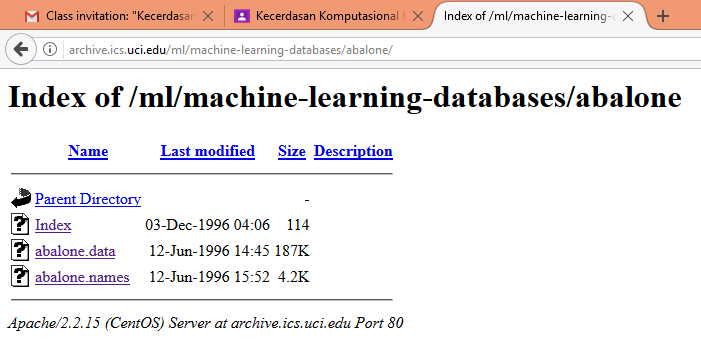 Class invitation: "Kecerdasan
Kecerdasan Komputasional
Index of /ml/machine-learning-d
archive.ics.uci.edu/ml/machine-learning-databases/abalone/
Index of /ml/machine-learning-databases/abalone
Name Last modified Size Description
Parent Directory -
Index 03-Dec-1996 04:06 114
abalone.data 12-Jun-1996 14:45 187K
abalone.names 12-Jun-1996 15:52 4.2K
Apache/2.2.15 (CentOS) Server at archive.ics.uci.edu Port 80